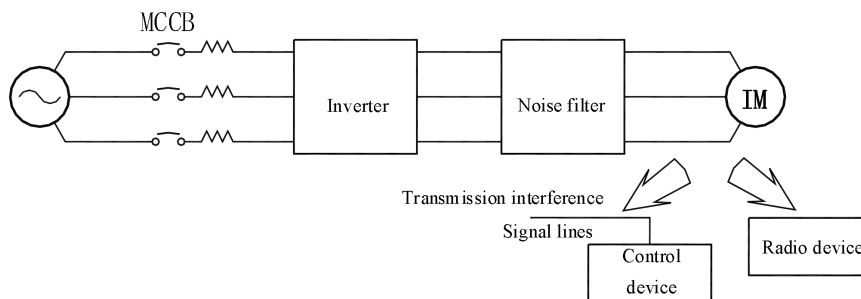 MCCB
Inverter
Noise filter
IM
Transmission interference
Signal lines
Control
device
Radio device